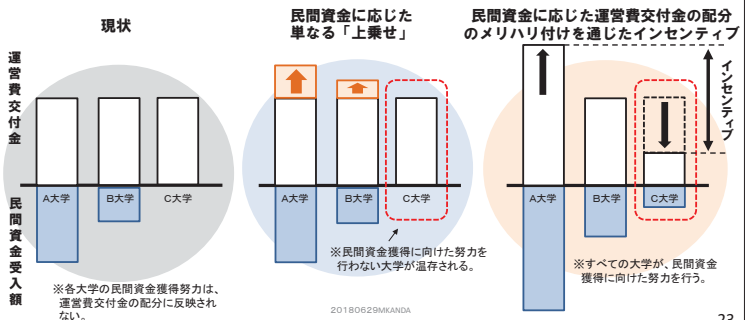 現状
民間資金に応じた
単なる「上乗せ」
民間資金に応じた運営費交付金の配分
のメリハリ付けを通じたインセンティブ
運営費交付金
民間資金受入額
A大学
B大学
C大学
※各大学の民間資金獲得努力は、
運営費交付金の配分に反映され
ない。
A大学
B大学
C大学
※民間資金獲得に向けた努力を
行わない大学が温存される。
インセンティブ
A大学
B大学
C大学
※すべての大学が、民間資金
獲得に向けた努力を行う。
20180629MKANDA
23